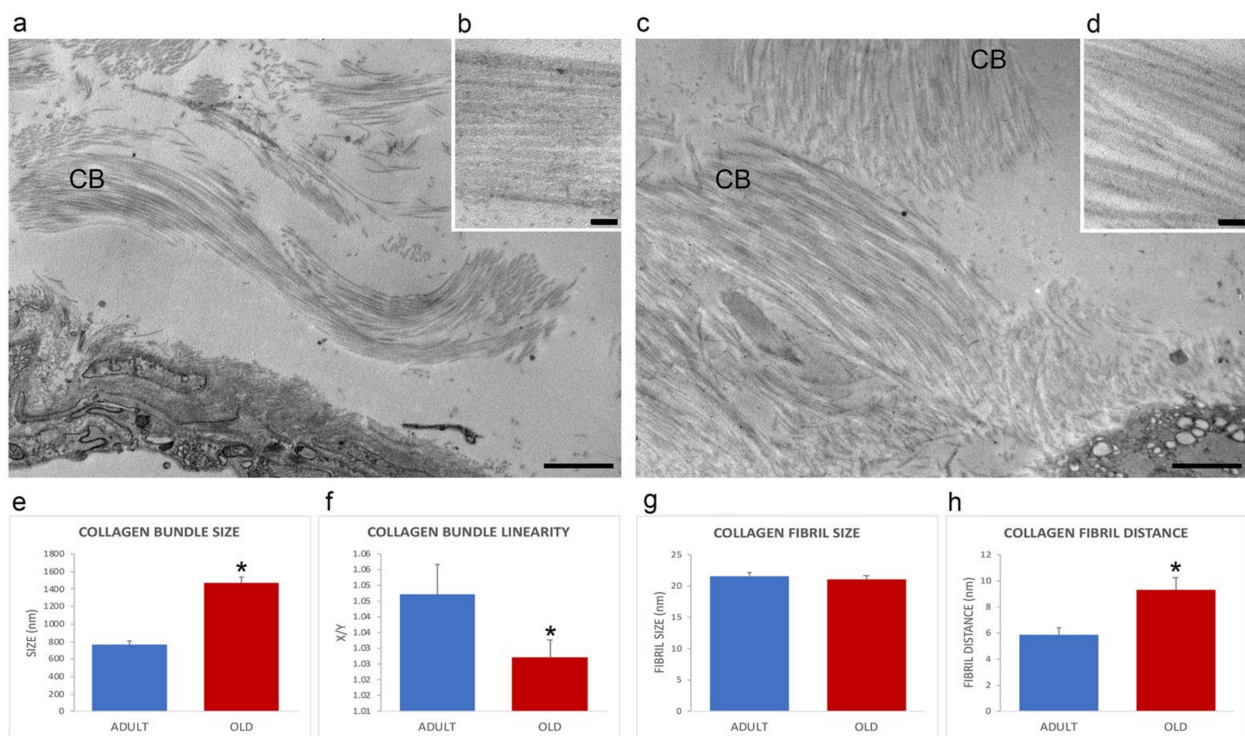 a
b
c
d
CB
CB
CB
e
f
g
h
COLLAGEN BUNDLE SIZE
SIZE (nm)
1800
1600
1400
1200
1000
800
600
400
200
0
*
ADULT
OLD
COLLAGEN BUNDLE LINEARITY
X/Y
1.06
1.05
1.05
1.04
1.04
1.03
1.03
1.02
1.02
1.01
*
ADULT
OLD
COLLAGEN FIBRIL SIZE
FIBRIL SIZE (nm)
25
20
15
10
5
0
ADULT
OLD
COLLAGEN FIBRIL DISTANCE
FIBRIL DISTANCE (nm)
12
10
8
6
4
2
0
*
ADULT
OLD